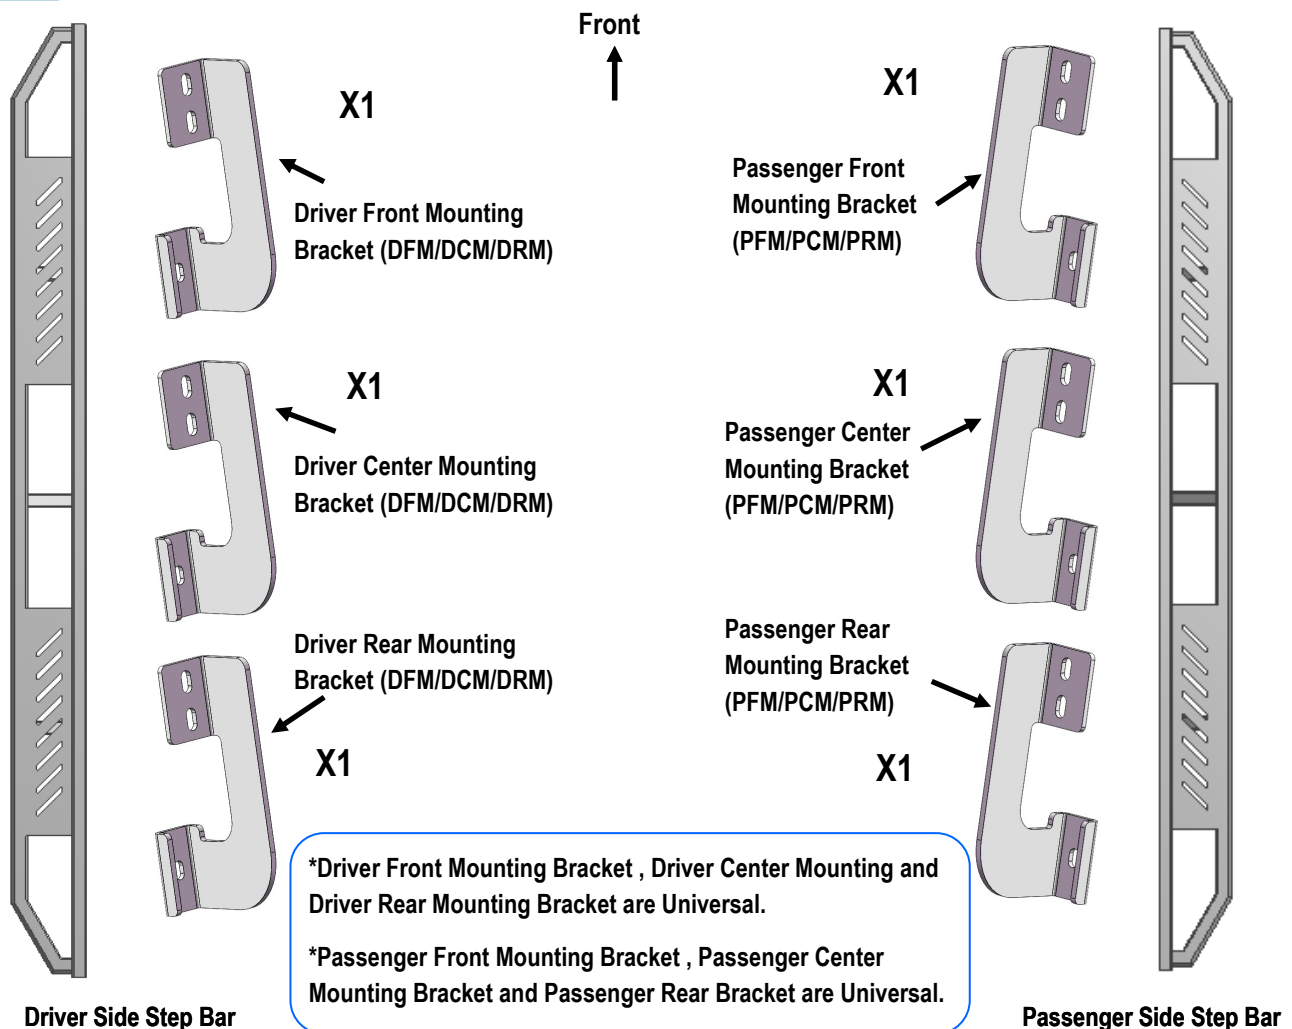 Front
X1
Driver Front Mounting
Bracket (DFM/DCM/DRM)
X1
Passenger Front
Mounting Bracket
(PFM/PCM/PRM)
X1
Driver Center Mounting
Bracket (DFM/DCM/DRM)
X1
Passenger Center
Mounting Bracket
(PFM/PCM/PRM)
Driver Rear Mounting
Bracket (DFM/DCM/DRM)
X1
Passenger Rear
Mounting Bracket
(PFM/PCM/PRM)
X1
*Driver Front Mounting Bracket , Driver Center Mounting and
Driver Rear Mounting Bracket are Universal.
*Passenger Front Mounting Bracket , Passenger Center
Mounting Bracket and Passenger Rear Bracket are Universal.
Driver Side Step Bar
Passenger Side Step Bar